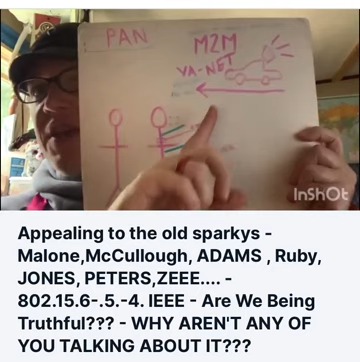 PAN
M2M
VA-NET
InShOt
Appealing to the old sparkys -
Malone,McCullough, ADAMS , Ruby,
JONES, PETERS,ZEEE.... -
802.15.6-.5.-4. IEEE - Are We Being
Truthful??? - WHY AREN'T ANY OF
YOU TALKING ABOUT IT???